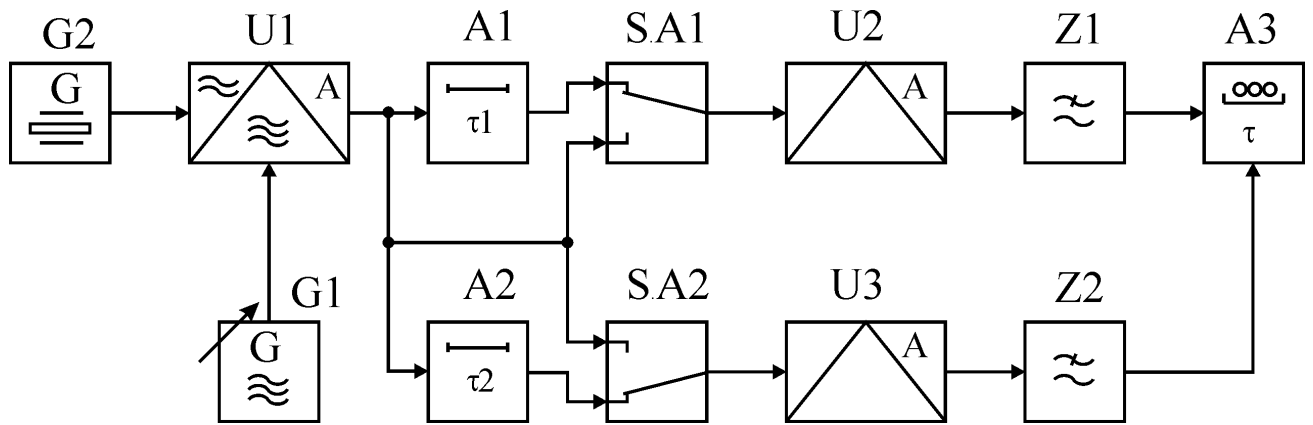 G2 U1 A1 S.A1 U2 Z1 A3
G A τ1 A τ
G1 A2 S.A2 U3 Z2
G τ2 A